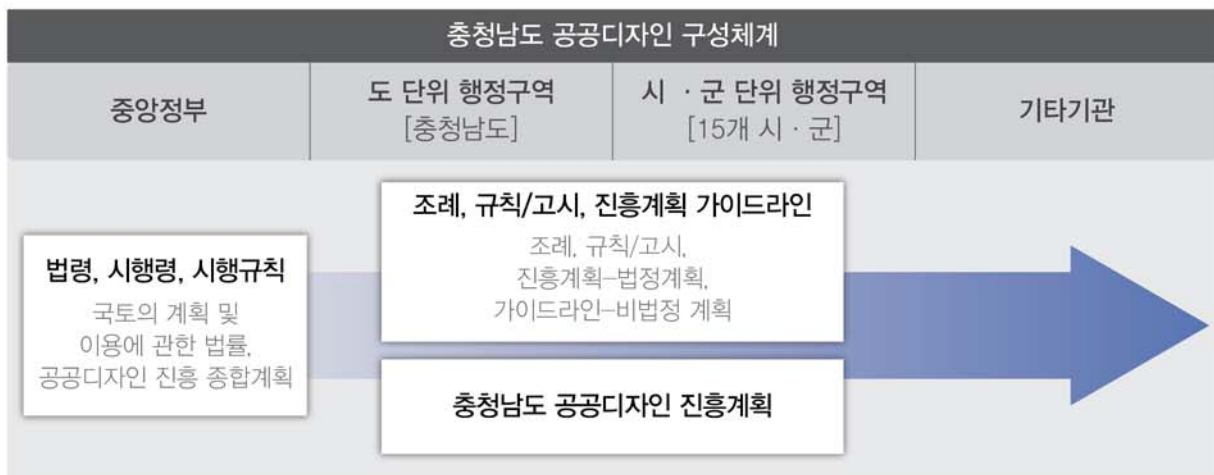 충청남도 공공디자인 구성체계
중앙정부
도 단위 행정구역
[충청남도]
시 · 군 단위 행정구역
[15개 시 · 군]
기타기관
법령, 시행령, 시행규칙
국토의 계획 및
이용에 관한 법률,
공공디자인 진흥 종합계획
조례, 규칙/고시, 진흥계획 가이드라인
조례, 규칙/고시,
진흥계획–법정계획,
가이드라인–비법정 계획
충청남도 공공디자인 진흥계획